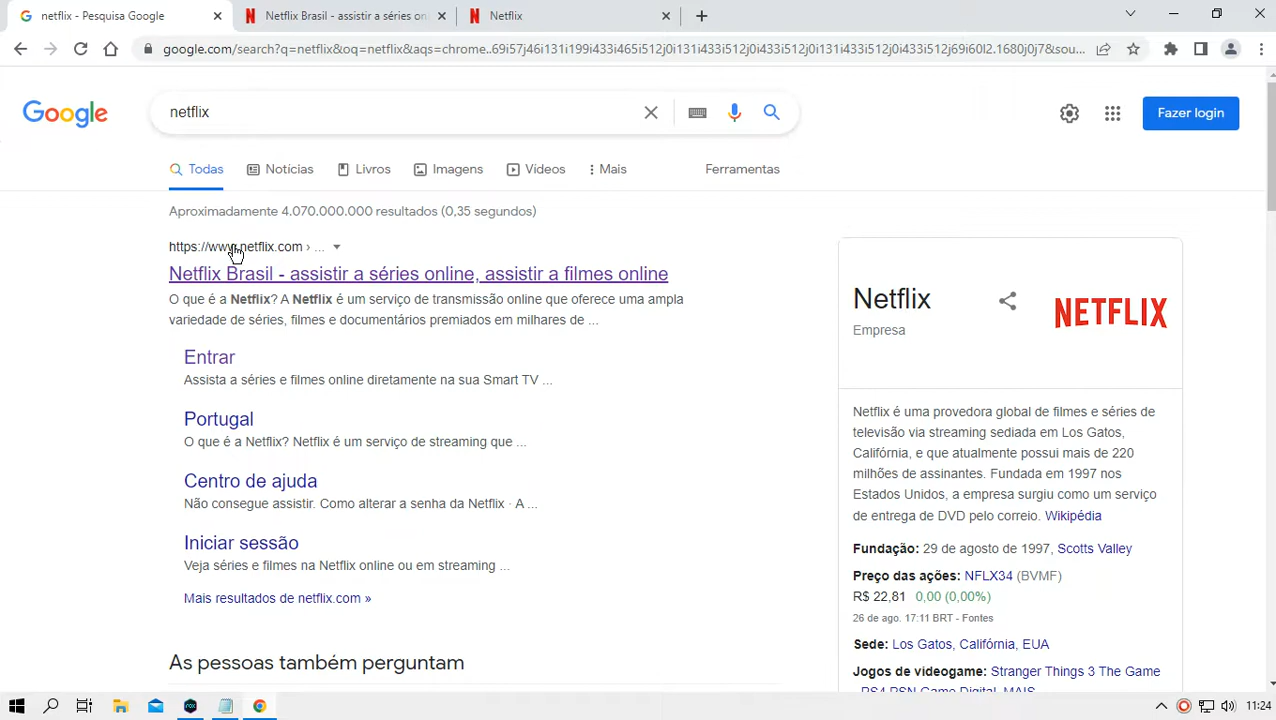 netflix - Pesquisa Google
Netflix Brasil - assistir a séries on
Netflix
google.com/search?q=netflix&oq=netflix&aqs=chrome..69i57j46i131i199i433i465i512j0i131i433i512j0i131i433i512j0i433i512j69i60l2.1680j0j7&sou...
Google
netflix
Fazer login
Todas
Notícias
Livros
Imagens
Vídeos
Mais
Ferramentas
Aproximadamente 4.070.000.000 resultados (0,35 segundos)
https://www.netflix.com › ...
Netflix Brasil - assistir a séries online, assistir a filmes online
O que é a Netflix? A Netflix é um serviço de transmissão online que oferece uma ampla
variedade de séries, filmes e documentários premiados em milhares de ...
Entrar
Assista a séries e filmes online diretamente na sua Smart TV ...
Portugal
O que é a Netflix? Netflix é um serviço de streaming que ...
Centro de ajuda
Não consegue assistir. Como alterar a senha da Netflix · A ...
Iniciar sessão
Veja séries e filmes na Netflix online ou em streaming ...
Mais resultados de netflix.com »
As pessoas também perguntam
Netflix
Empresa
NETFLIX
Netflix é uma provedora global de filmes e séries de
televisão via streaming sediada em Los Gatos,
Califórnia, e que atualmente possui mais de 220
milhões de assinantes. Fundada em 1997 nos
Estados Unidos, a empresa surgiu como um serviço
de entrega de DVD pelo correio. Wikipédia
Fundação: 29 de agosto de 1997, Scotts Valley
Preço das ações: NFLX34 (BVMF)
R$ 22,81 0,00 (0,00%)
26 de ago. 17:11 BRT - Fontes
Sede: Los Gatos, Califórnia, EUA
Jogos de videogame: Stranger Things 3 The Game
- PS4 PSN Game Digital, MAIS
11:24